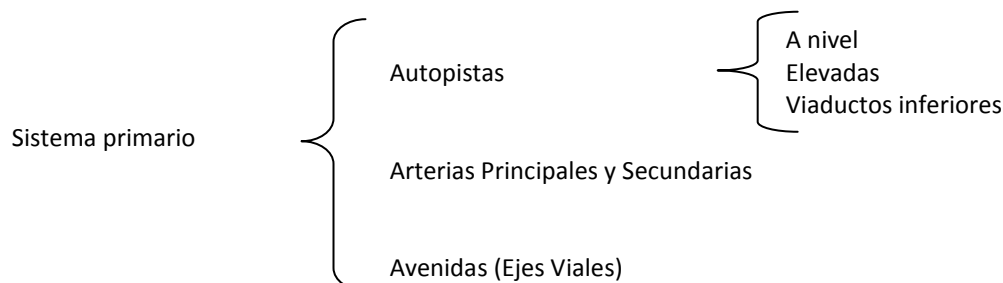 Sistema primario
Autopistas
A nivel
Elevadas
Viaductos inferiores
Arterias Principales y Secundarias
Avenidas (Ejes Viales)